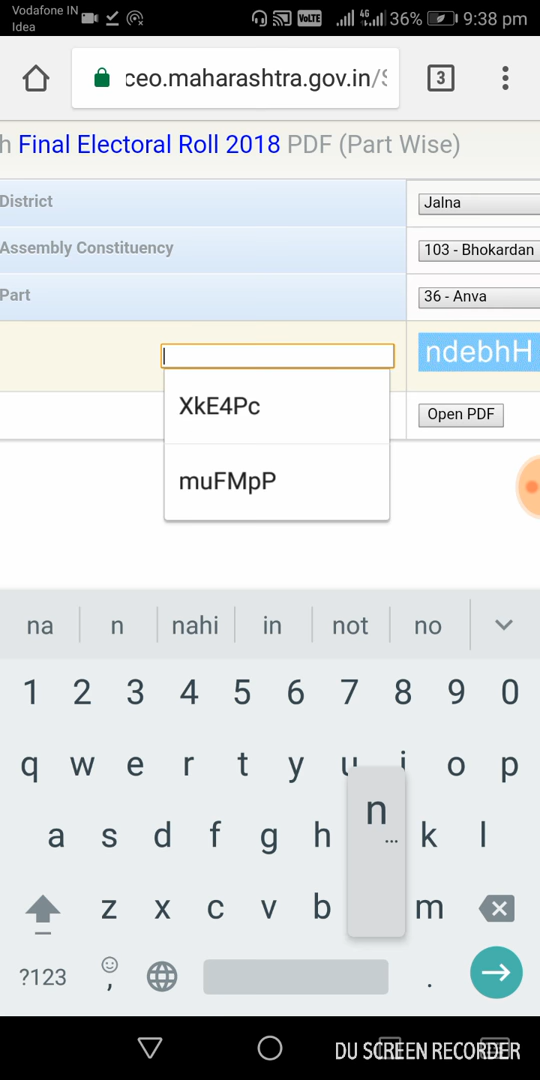 Vodafone IN
Idea
VoLTE
4G
36%
9:38 pm
ceo.maharashtra.gov.in/S
3
h Final Electoral Roll 2018 PDF (Part Wise)
District
Jalna
Assembly Constituency
103 - Bhokardan
Part
36 - Anva
ndebhH
XkE4Pc
Open PDF
muFMpP
na n nahi in not no
1 2 3 4 5 6 7 8 9 0
q w e r t y u i o p
n
...
a s d f g h k l
z x c v b m
?123 , .
DU SCREEN RECORDER